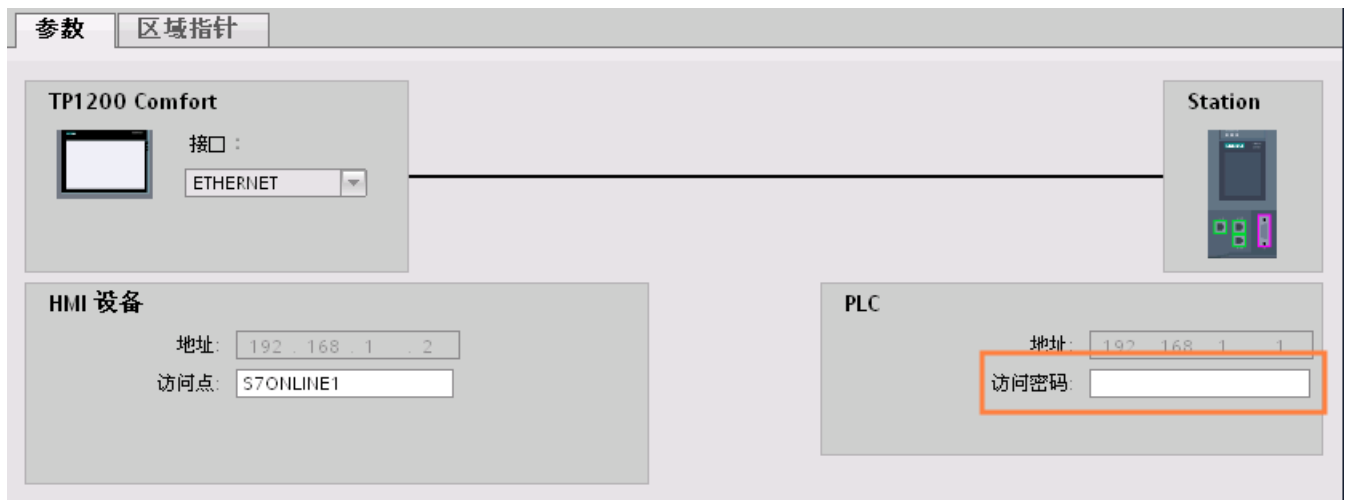 参数
区域指针
TP1200 Comfort
接口：
ETHERNET
Station
HMI 设备
地址: 192 . 168 . 1 . 2
访问点: S7ONLINE1
PLC
地址: 192 . 168 . 1 . 1
访问密码: